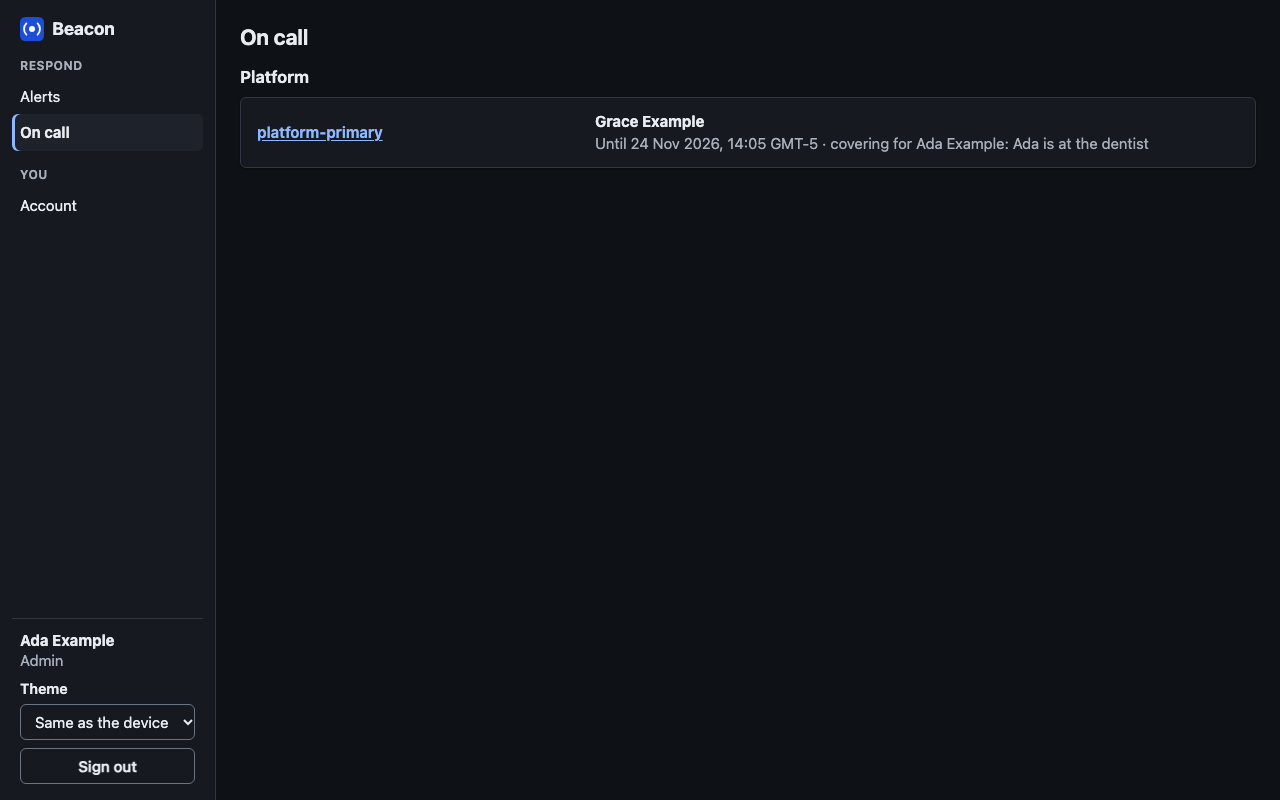 Beacon
RESPOND
Alerts
On call
YOU
Account
Ada Example
Admin
Theme
Same as the device
Sign out
On call
Platform
platform-primary
Grace Example
Until 24 Nov 2026, 14:05 GMT-5 · covering for Ada Example: Ada is at the dentist